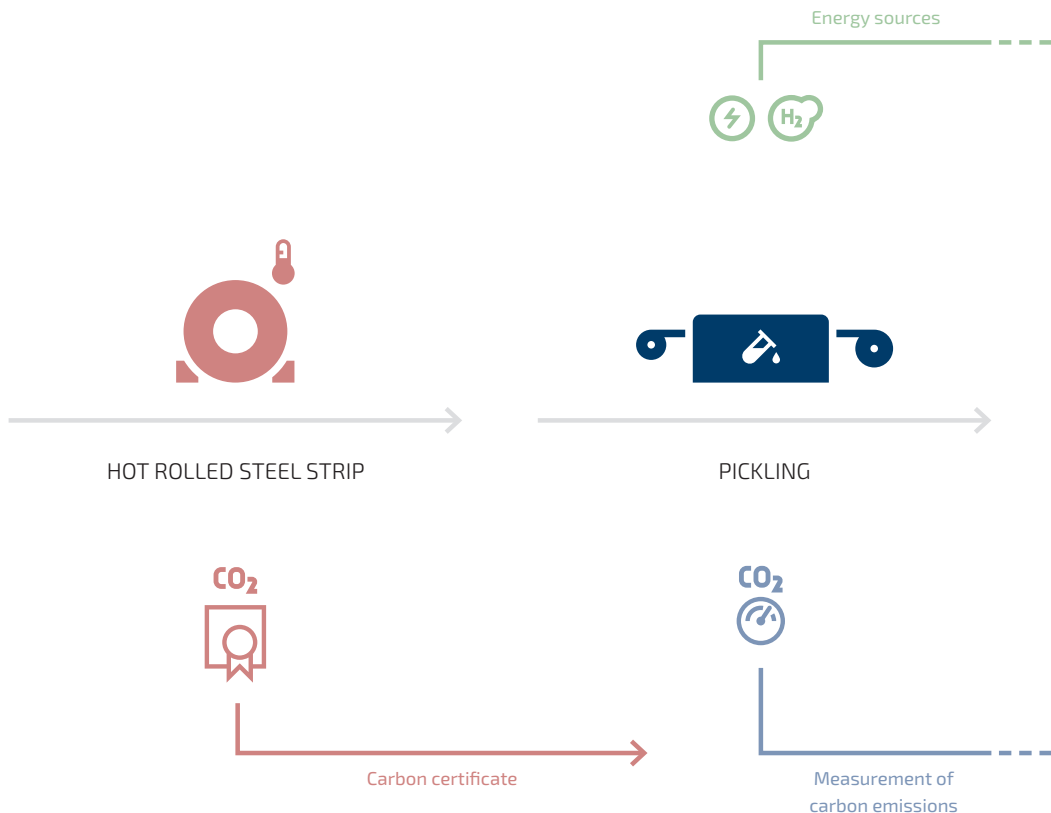 Energy sources
H₂
HOT ROLLED STEEL STRIP
PICKLING
CO₂
CO₂
Carbon certificate
Measurement of
carbon emissions